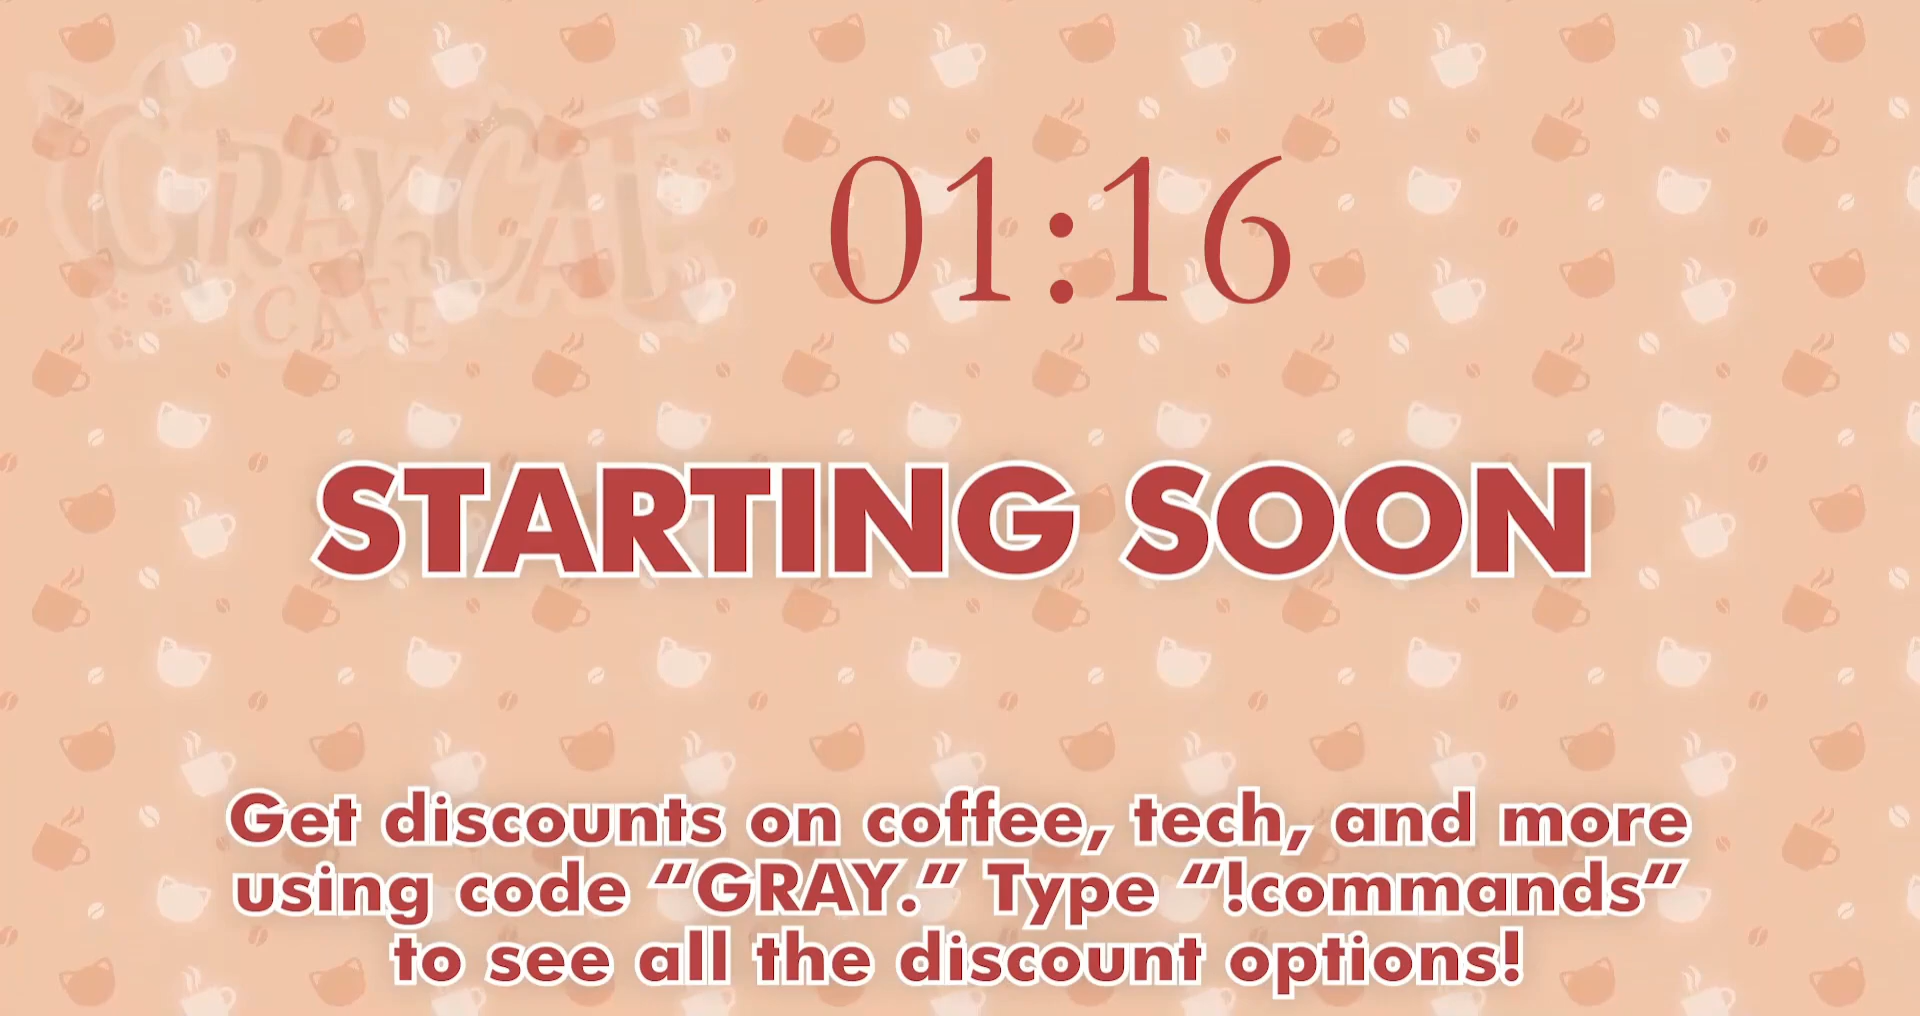 GRAY CAT
CAFE
01:16
STARTING SOON
Get discounts on coffee, tech, and more
using code “GRAY.” Type “!commands”
to see all the discount options!